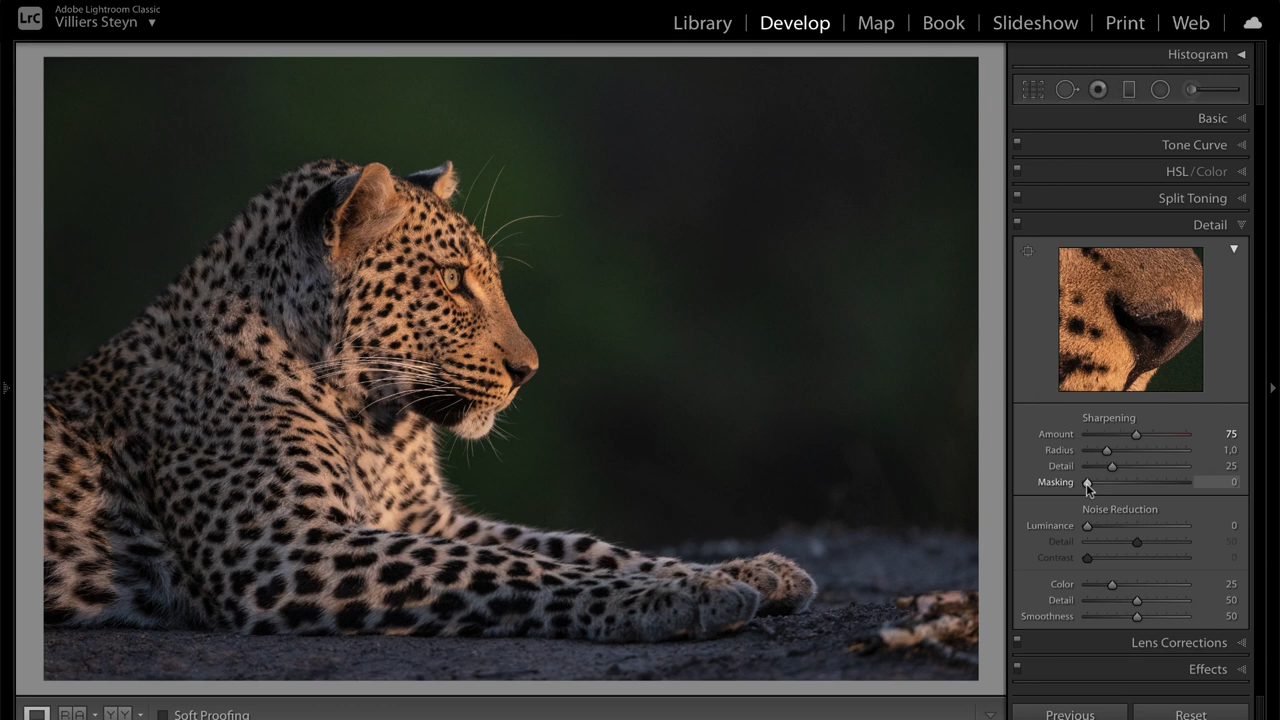 LrC
Adobe Lightroom Classic
Villiers Steyn
Library | Develop | Map | Book | Slideshow | Print | Web
Histogram
Basic
Tone Curve
HSL / Color
Split Toning
Detail
Sharpening
Amount 75
Radius 1,0
Detail 25
Masking 0
Noise Reduction
Luminance 0
Detail 50
Contrast 0
Color 25
Detail 50
Smoothness 50
Lens Corrections
Effects
Soft Proofing
Previous
Reset